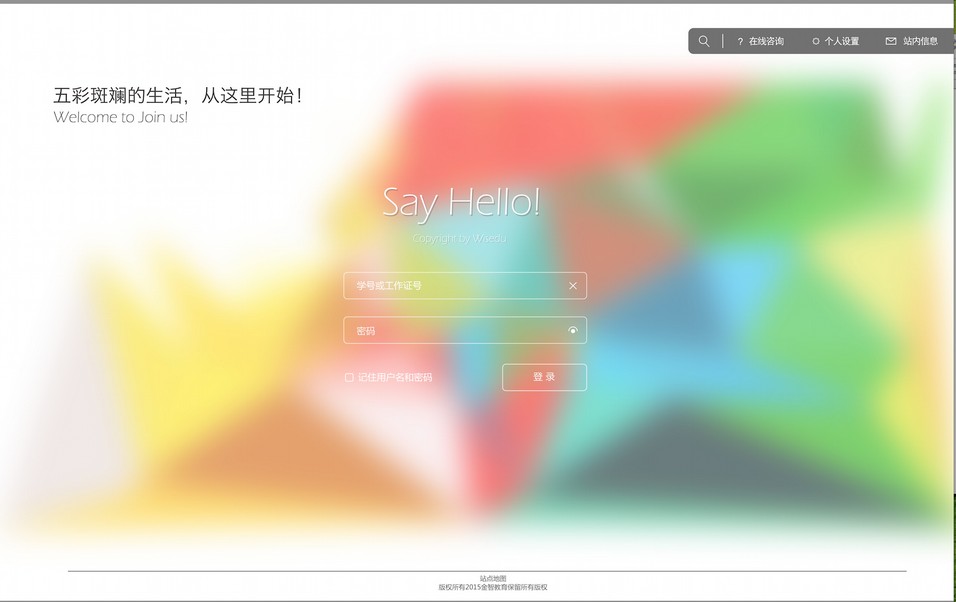 ? 在线咨询 个人设置 站内信息
五彩斑斓的生活，从这里开始！
Welcome to Join us!
Say Hello!
Copyright by Wisedu
学号或工作证号
密码
记住用户名和密码 登 录
站点地图
版权所有2015金智教育保留所有版权